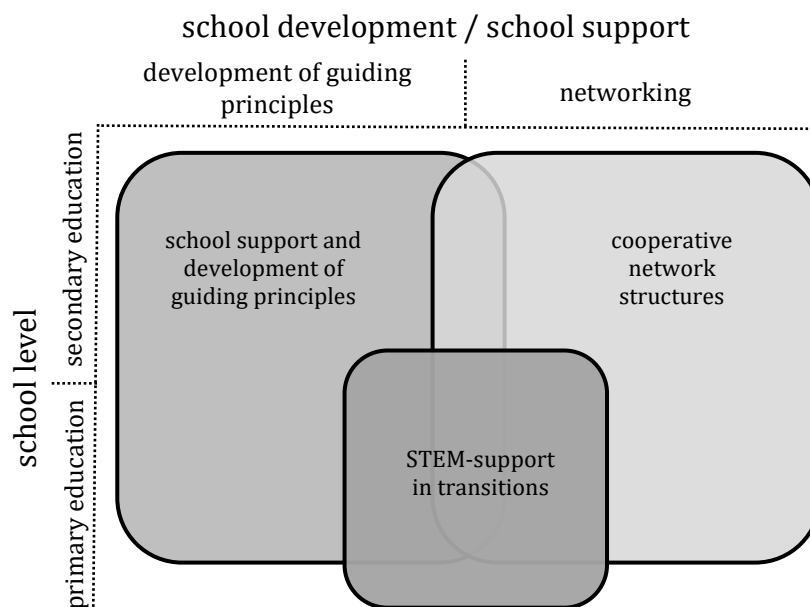 school development / school support
development of guiding
principles
networking
school level
secondary education
primary education
school support and
development of
guiding principles
cooperative
network
structures
STEM-support
in transitions